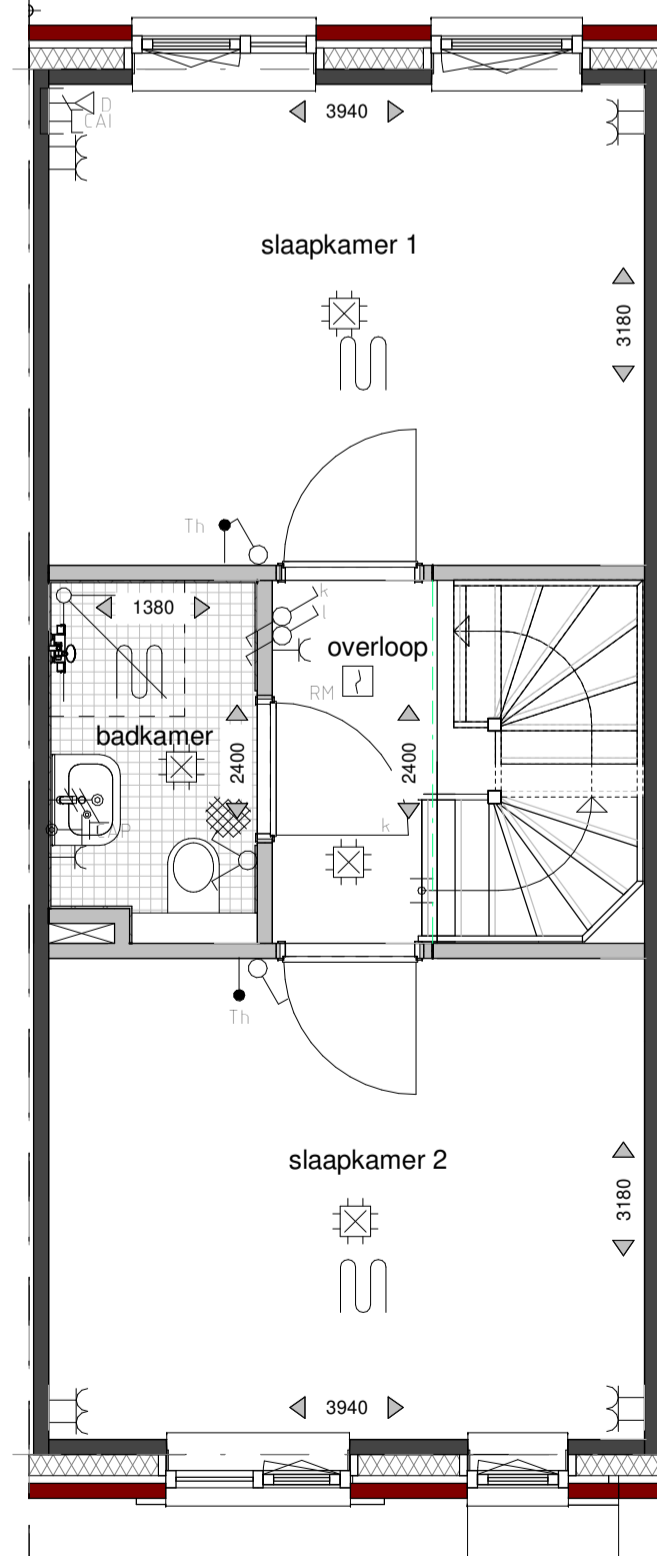 D
CAI
3940
slaapkamer 1
3180
Th
1380
k
l
overloop
RM
badkamer
2400
2400
k
Th
slaapkamer 2
3180
3940